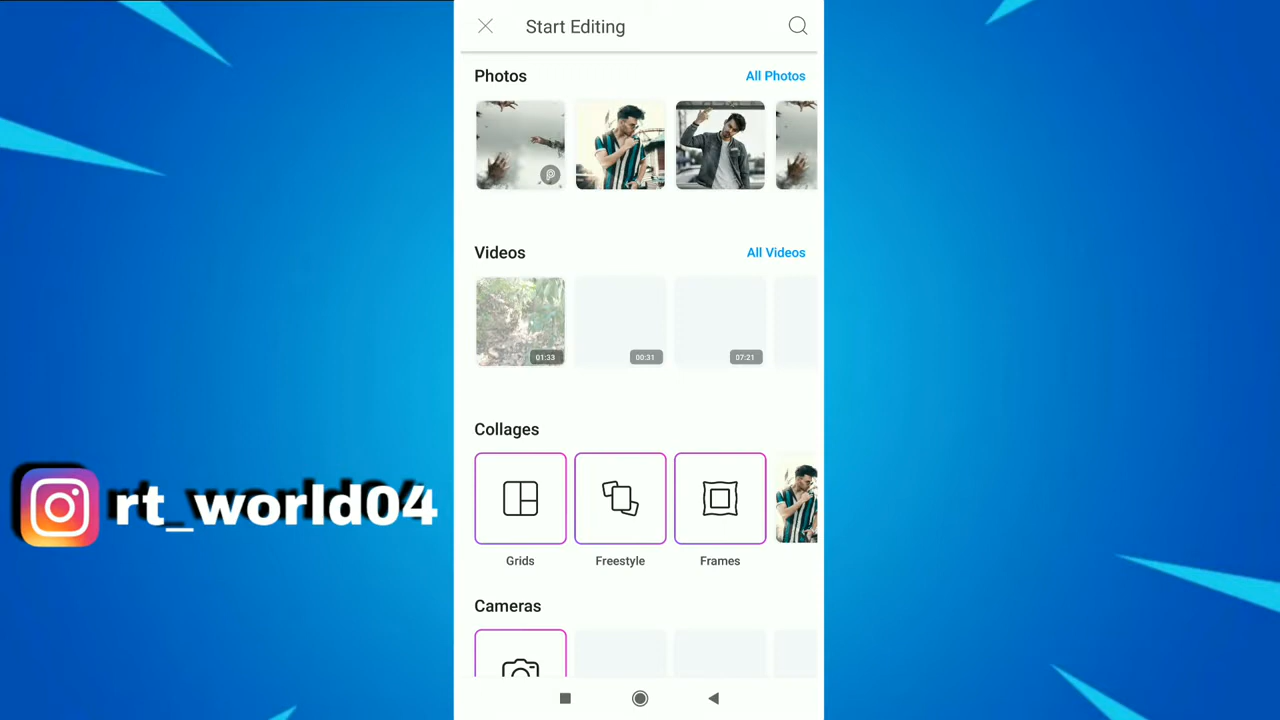 Start Editing
Photos
All Photos
Videos
All Videos
01:33
00:31
07:21
Collages
Grids
Freestyle
Frames
Cameras
rt_world04